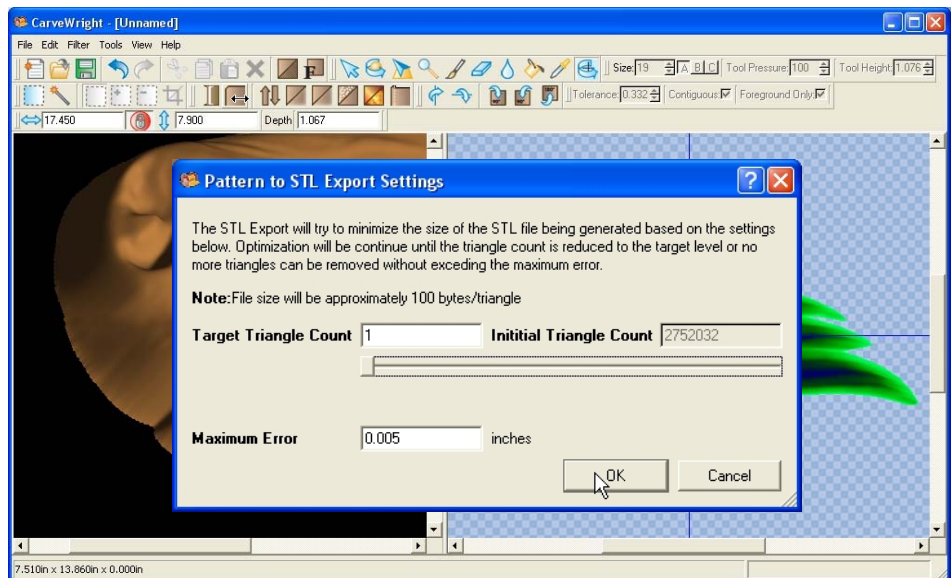 CarveWright - [Unnamed]
File Edit Filter Tools View Help
Size: 19 A B C Tool Pressure: 100 Tool Height: 1.076
Tolerance: 0.332 Contiguous: Foreground Only:
17.450 7.900 Depth 1.067
Pattern to STL Export Settings
The STL Export will try to minimize the size of the STL file being generated based on the settings
below. Optimization will be continue until the triangle count is reduced to the target level or no
more triangles can be removed without exceding the maximum error.
Note:File size will be approximately 100 bytes/triangle
Target Triangle Count 1 Inititial Triangle Count 2752032
Maximum Error 0.005 inches
OK Cancel
7.510in x 13.860in x 0.000in